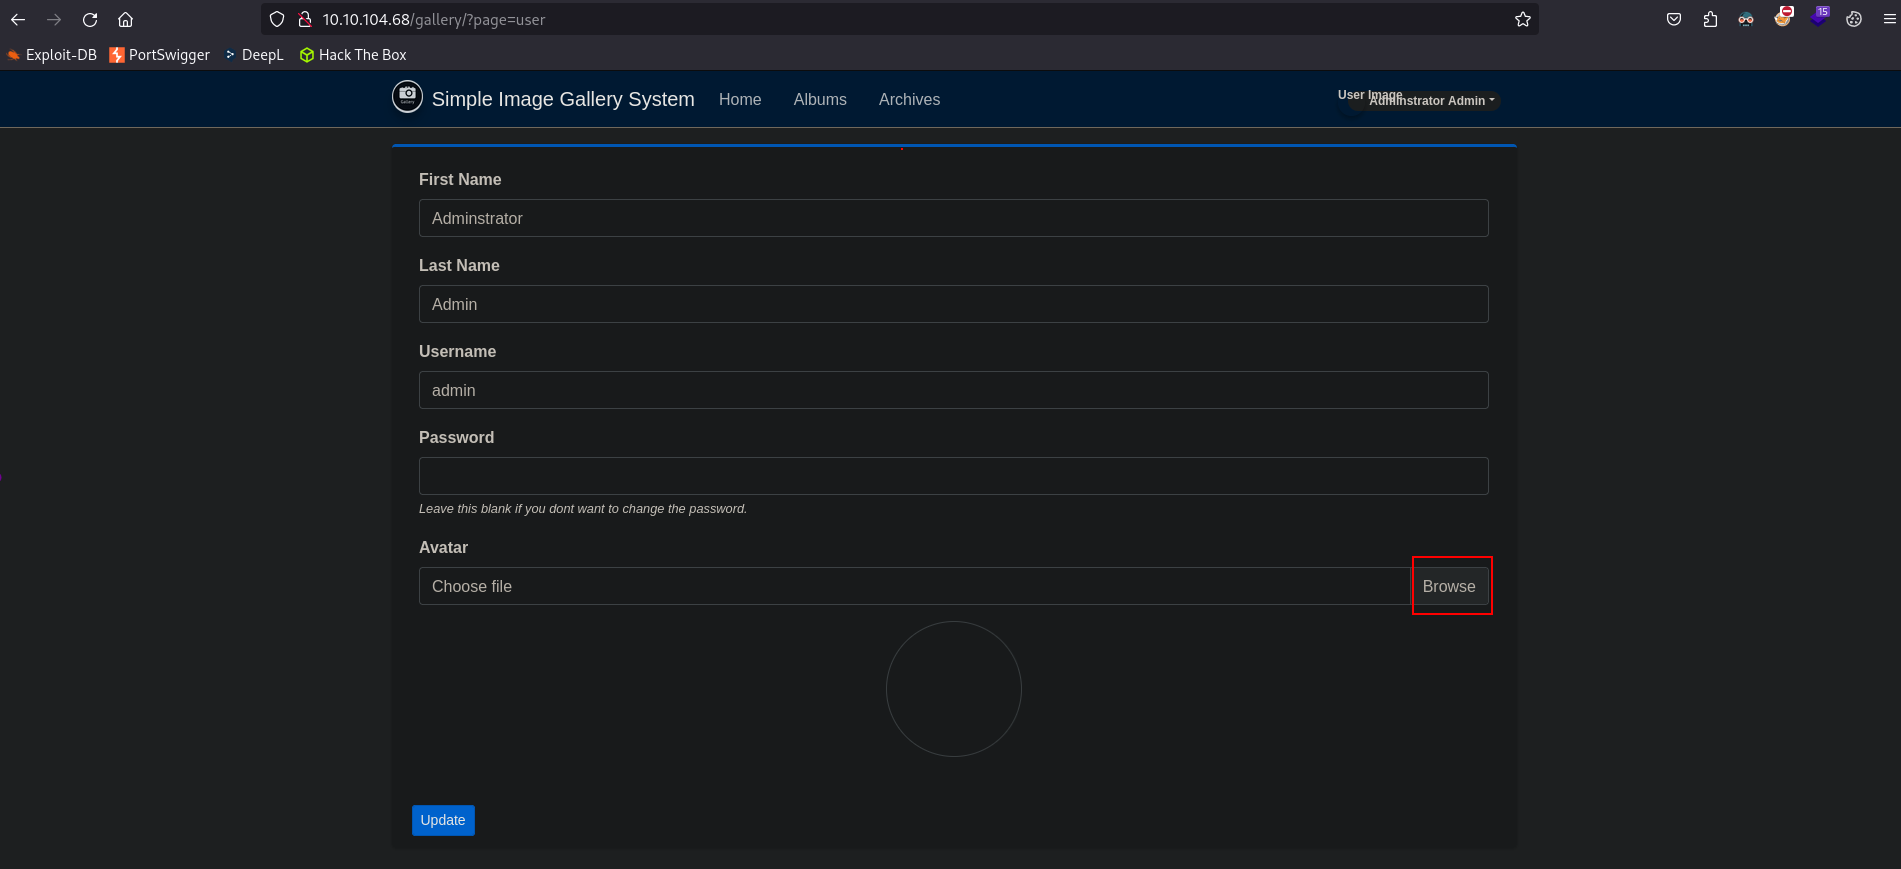 10.10.104.68/gallery/?page=user
15
Exploit-DB PortSwigger DeepL Hack The Box
Gallery
Simple Image Gallery System Home Albums Archives
User Image
Adminstrator Admin
First Name
Adminstrator
Last Name
Admin
Username
admin
Password
Leave this blank if you dont want to change the password.
Avatar
Choose file Browse
Update